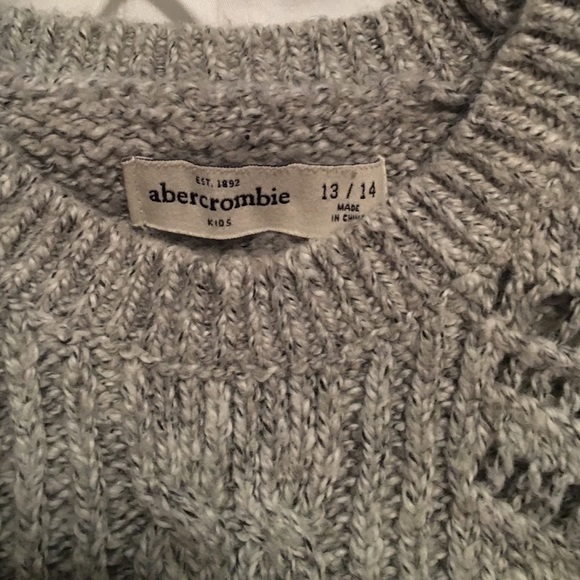 EST. 1892
abercrombie
KIDS
13 / 14
MADE
IN CHINA